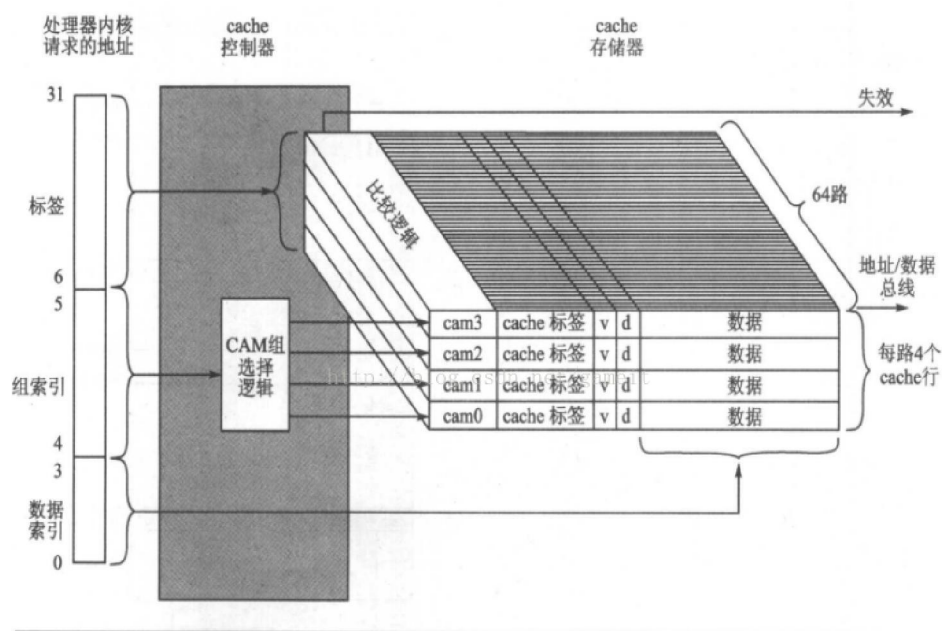 处理器内核
请求的地址
cache
控制器
cache
存储器
31
失效
标签
比较逻辑
64路
6
5
地址/数据
总线
CAM组
选择
逻辑
cam3 cache 标签 v d 数据
cam2 cache 标签 v d 数据
cam1 cache 标签 v d 数据
cam0 cache 标签 v d 数据
每路4个
cache行
组索引
4
3
数据
索引
0